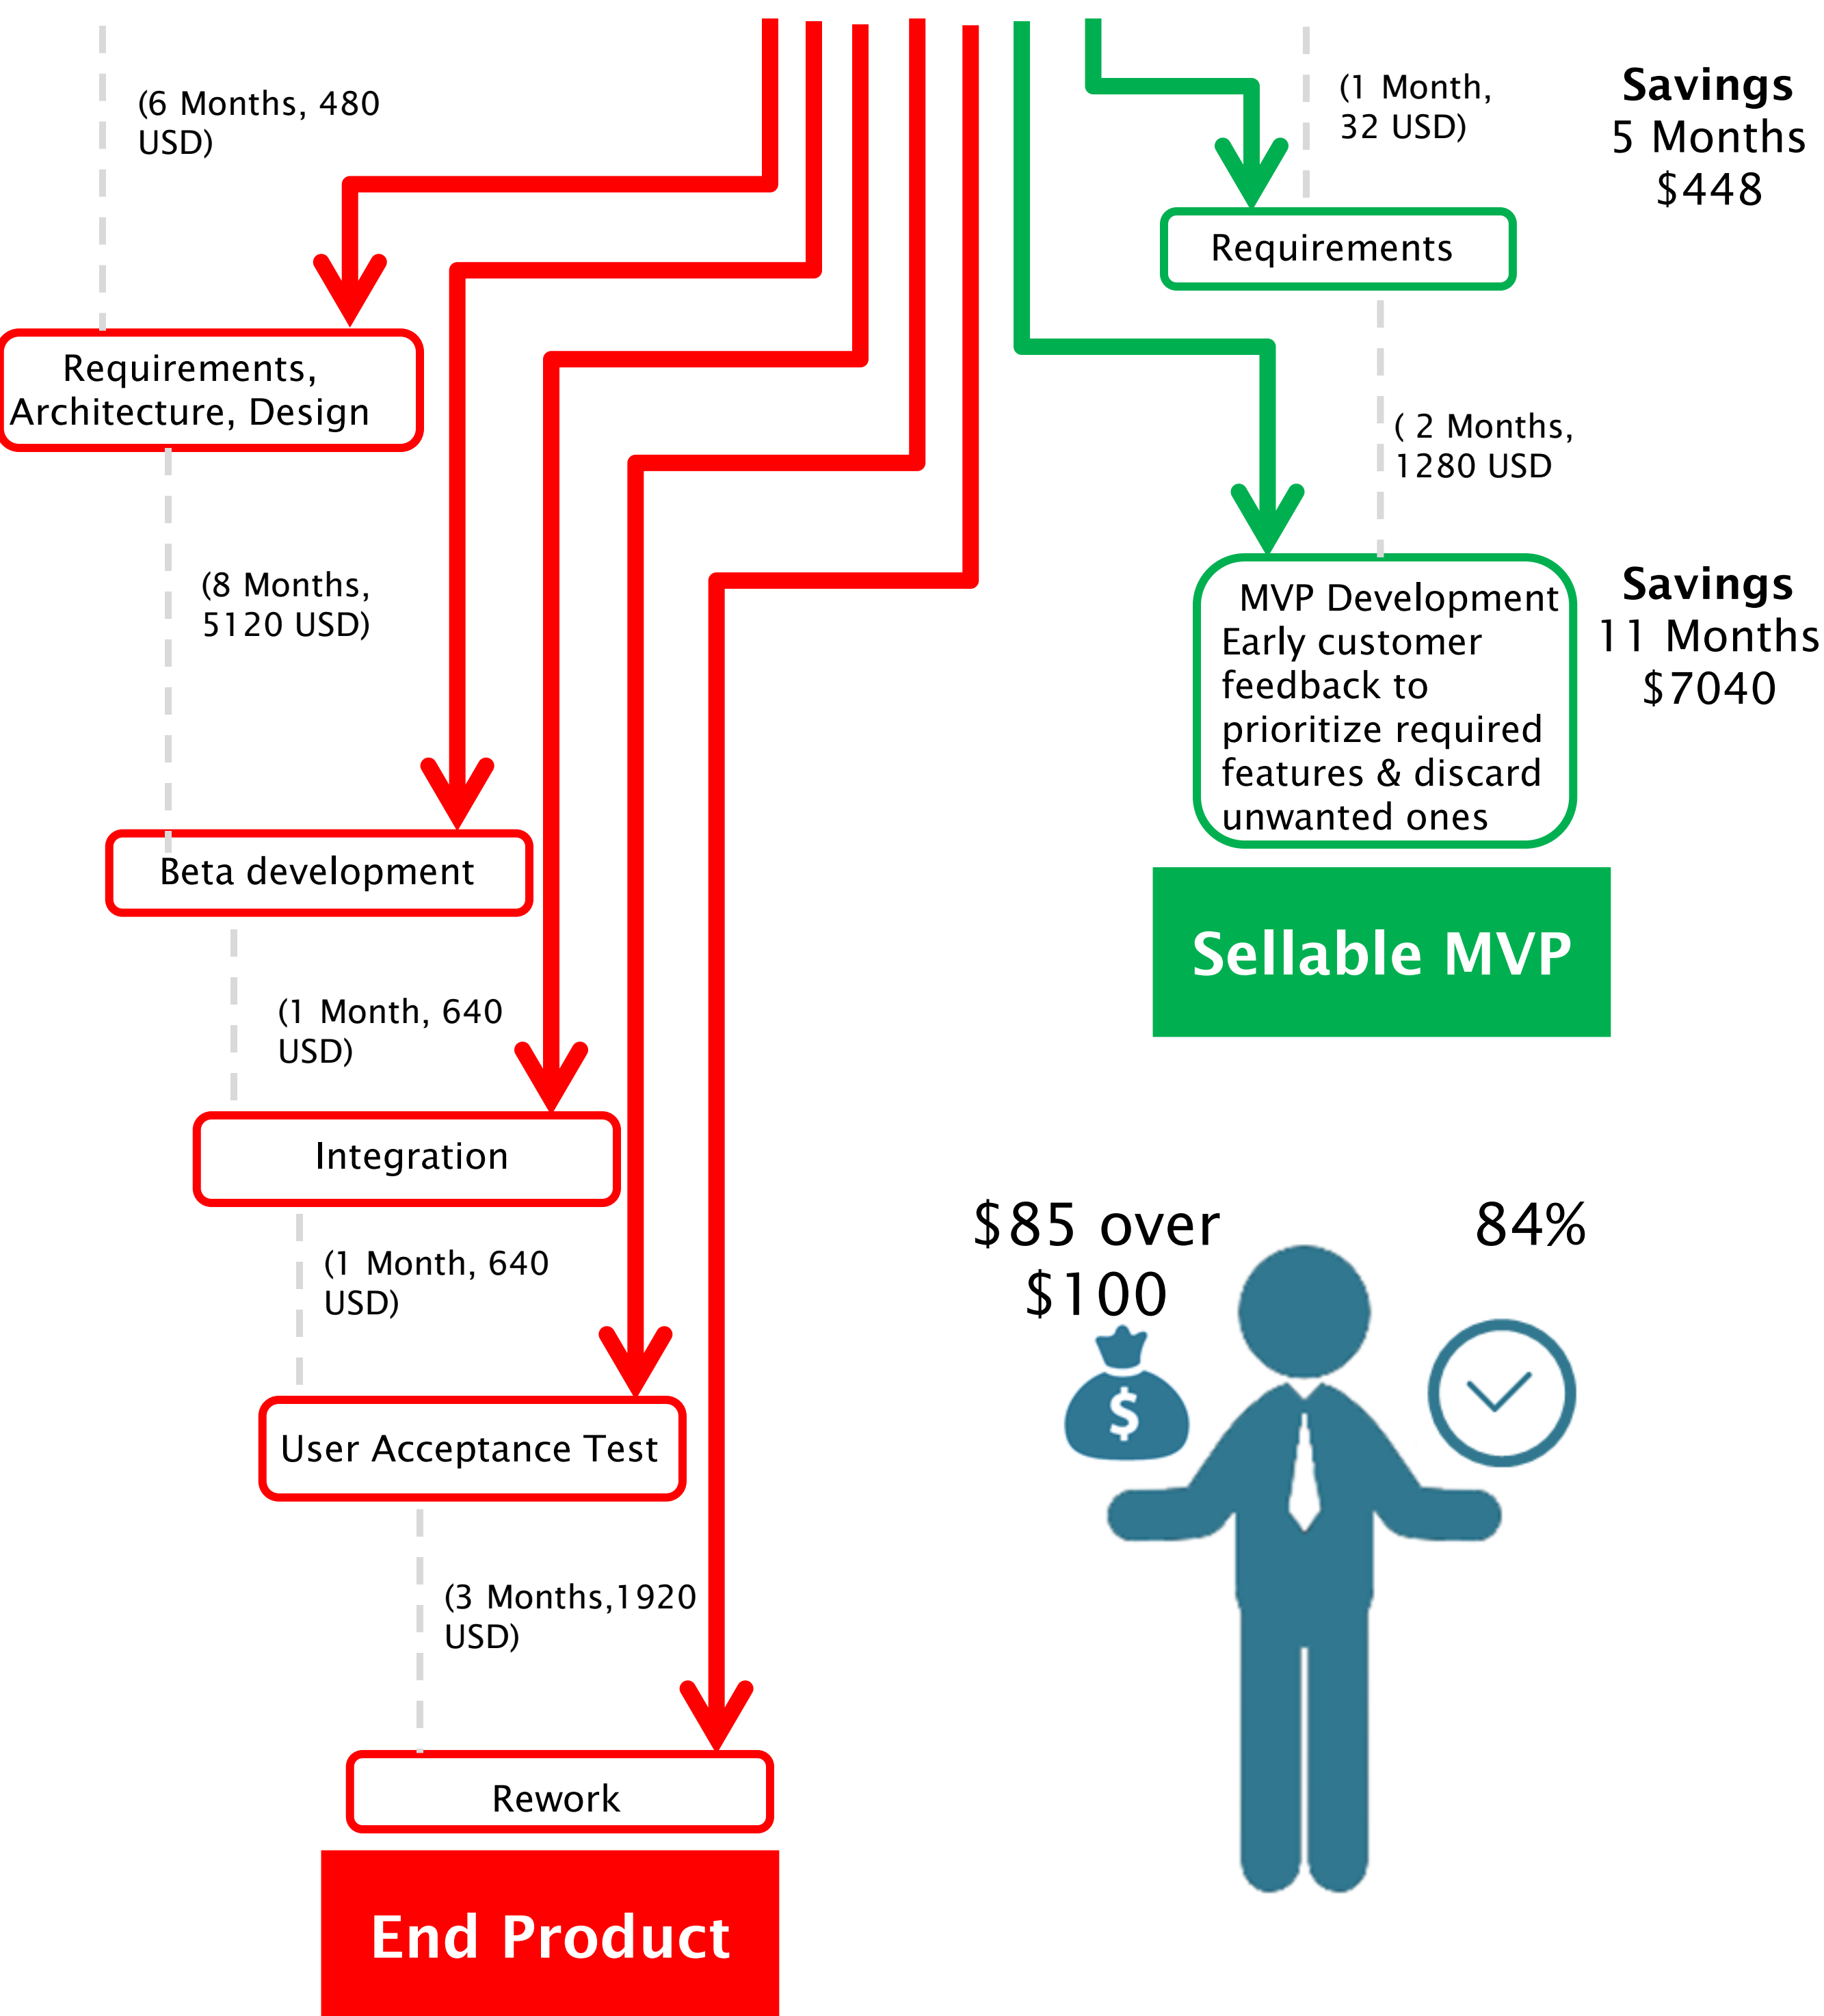 (6 Months, 480
USD)
(1 Month,
32 USD)
Savings
5 Months
$448
Requirements
Requirements,
Architecture, Design
( 2 Months,
1280 USD
(8 Months,
5120 USD)
MVP Development
Early customer
feedback to
prioritize required
features & discard
unwanted ones
Savings
11 Months
$7040
Beta development
Sellable MVP
(1 Month, 640
USD)
Integration
$85 over
$100
84%
(1 Month, 640
USD)
$
User Acceptance Test
(3 Months,1920
USD)
Rework
End Product